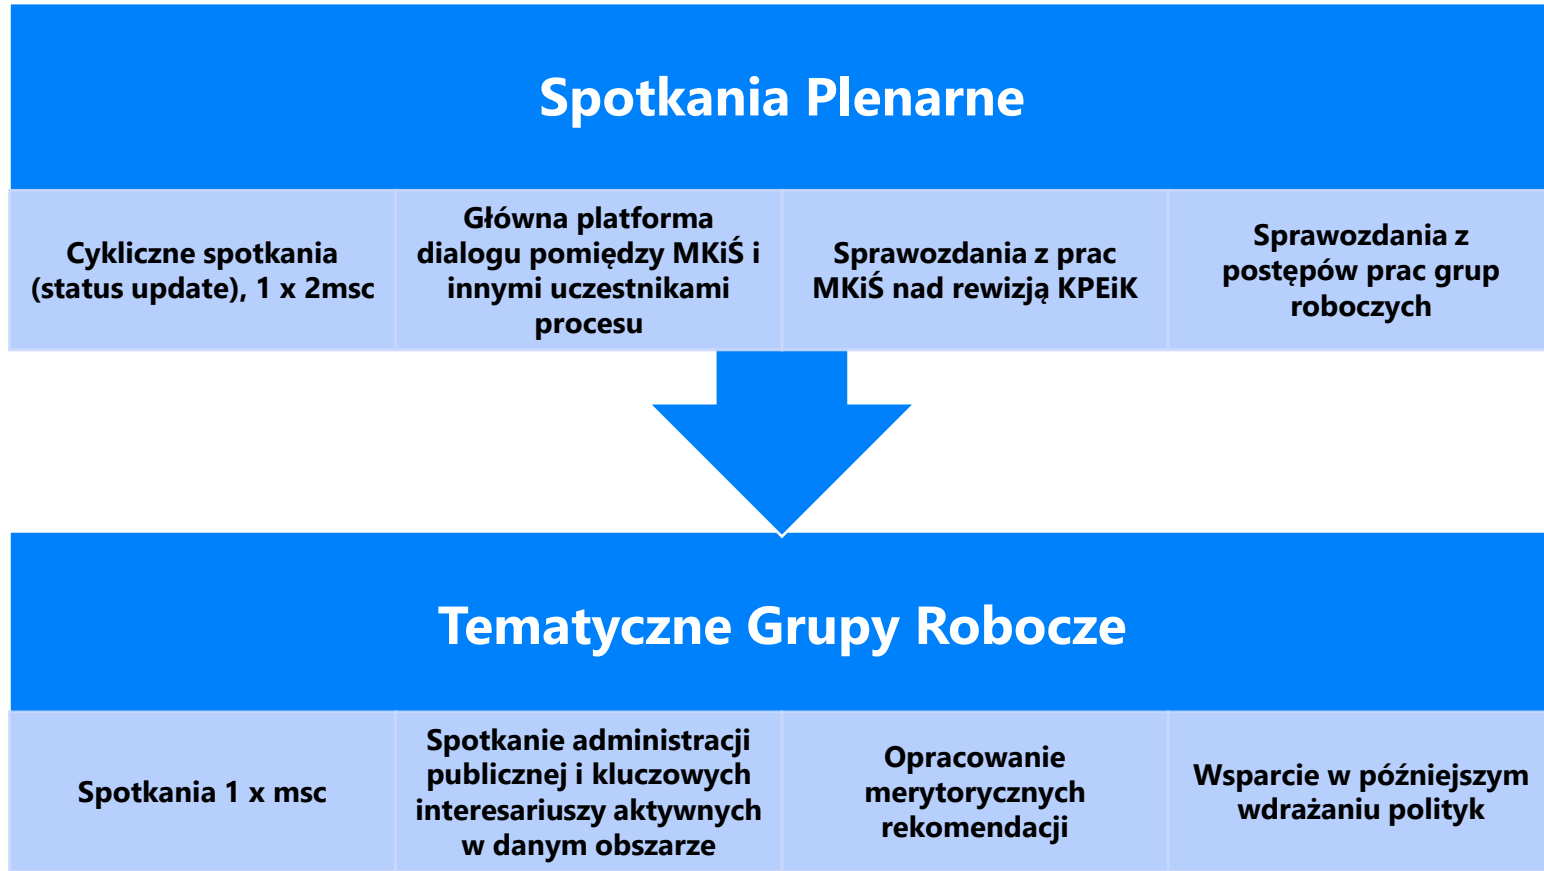 Spotkania Plenarne
Cykliczne spotkania
(status update), 1 x 2msc
Główna platforma
dialogu pomiędzy MKiŚ i
innymi uczestnikami
procesu
Sprawozdania z prac
MKiŚ nad rewizją KPEiK
Sprawozdania z
postępów prac grup
roboczych
Tematyczne Grupy Robocze
Spotkania 1 x msc
Spotkanie administracji
publicznej i kluczowych
interesariuszy aktywnych
w danym obszarze
Opracowanie
merytorycznych
rekomendacji
Wsparcie w późniejszym
wdrażaniu polityk